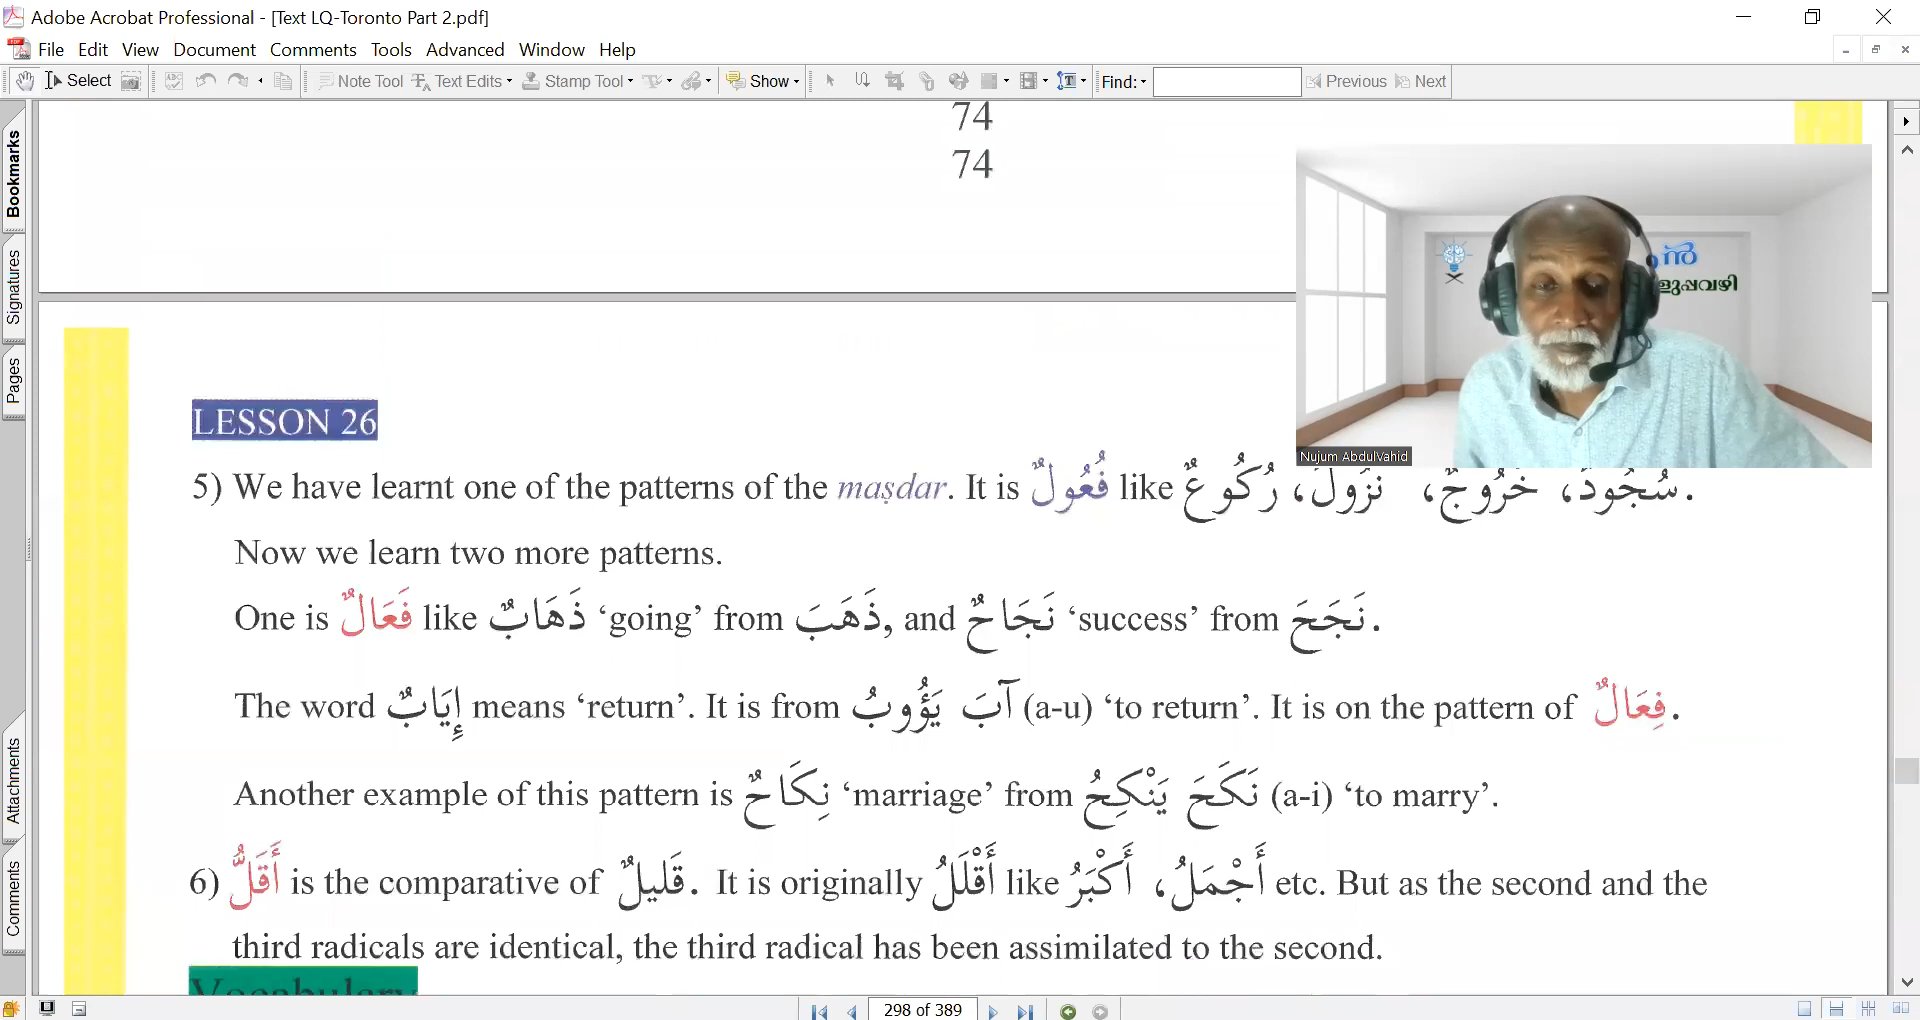 Adobe Acrobat Professional - [Text LQ-Toronto Part 2.pdf]
File Edit View Document Comments Tools Advanced Window Help
Select Note Tool Text Edits Stamp Tool Show Find: Previous Next
Bookmarks
Signatures
Pages
Attachments
Comments
74
74
ൻ
ളുപ്പവഴി
Nujum AbdulVahid
LESSON 26
5) We have learnt one of the patterns of the maṣdar. It is فُعُولٌ like رُكُوعٌ ، نُزُولٌ ، خُرُوجٌ ، سُجُودٌ.
Now we learn two more patterns.
One is فَعَالٌ like ذَهَابٌ ‘going’ from ذَهَبَ, and نَجَاحٌ ‘success’ from نَجَحَ.
The word إِيَابٌ means ‘return’. It is from آبَ يَؤُوبُ (a-u) ‘to return’. It is on the pattern of فِعَالٌ.
Another example of this pattern is نِكَاحٌ ‘marriage’ from نَكَحَ يَنْكِحُ (a-i) ‘to marry’.
6) أَقَلُّ is the comparative of قَلِيلٌ. It is originally أَقْلَلُ like أَجْمَلُ ، أَكْبَرُ etc. But as the second and the
third radicals are identical, the third radical has been assimilated to the second.
Vocabulary
298 of 389